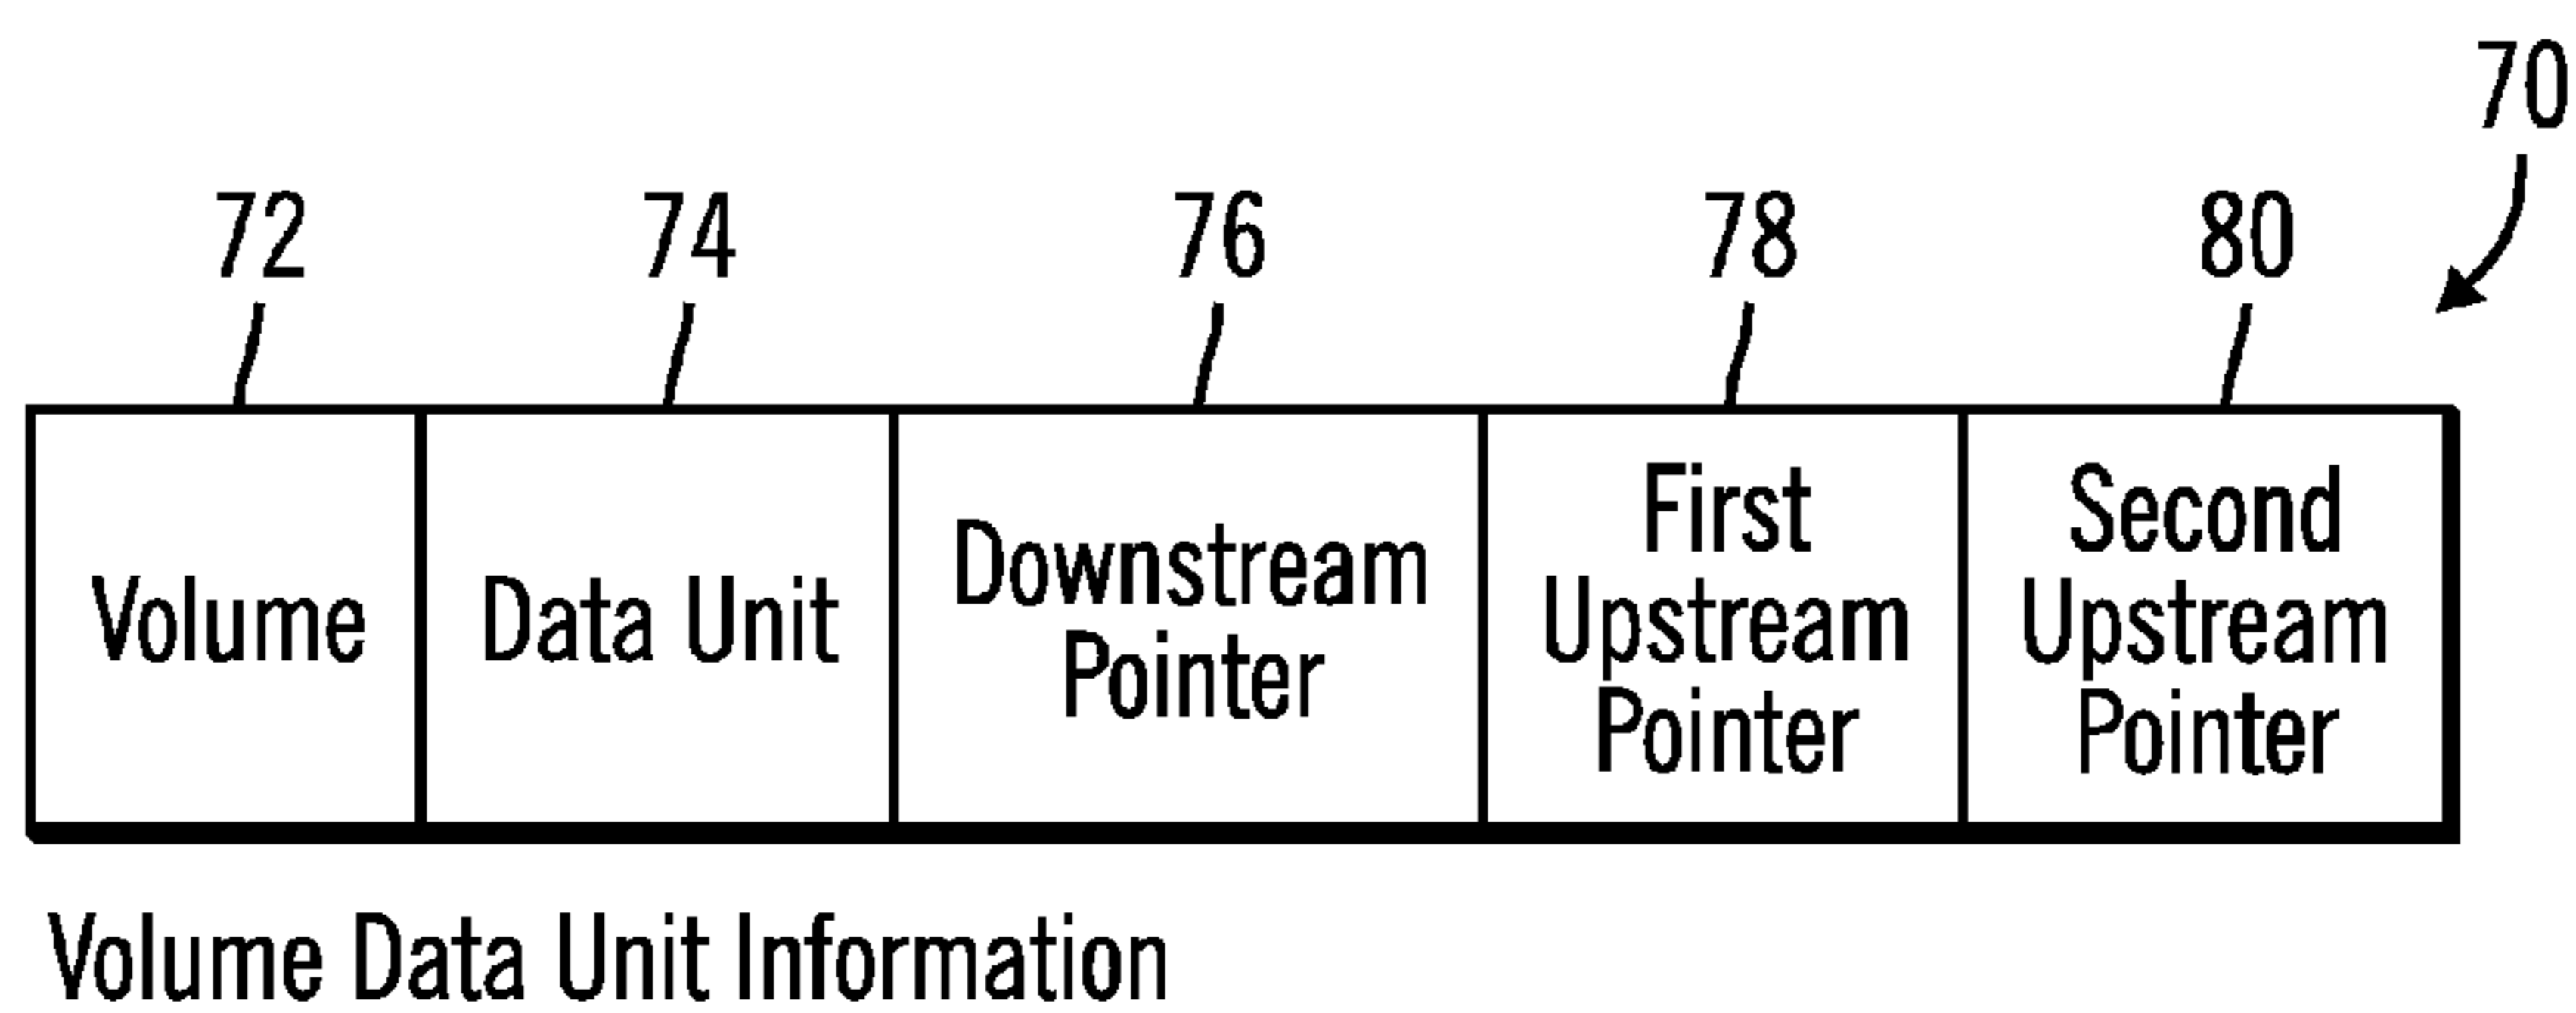 70
72
74
76
78
80
Volume
Data Unit
Downstream
Pointer
First
Upstream
Pointer
Second
Upstream
Pointer
Volume Data Unit Information